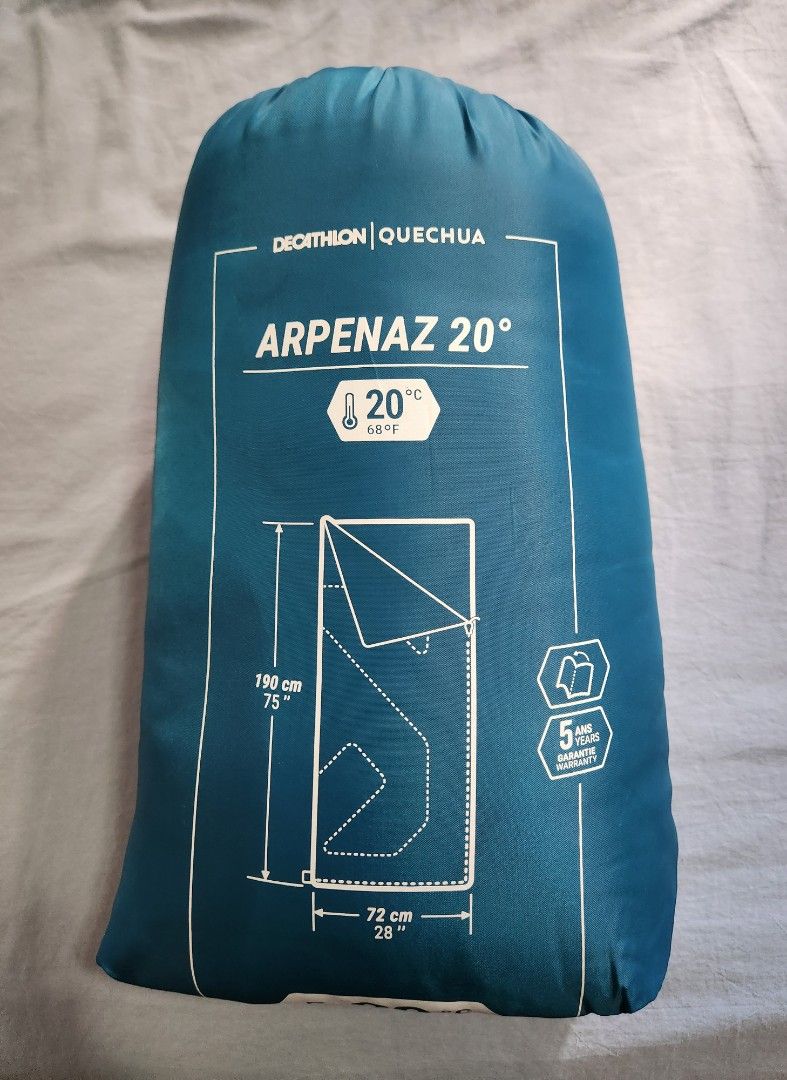 DECATHLON | QUECHUA
ARPENAZ 20°
20°C
68°F
190 cm
75"
5 ANS
YEARS
GARANTIE
WARRANTY
72 cm
28"